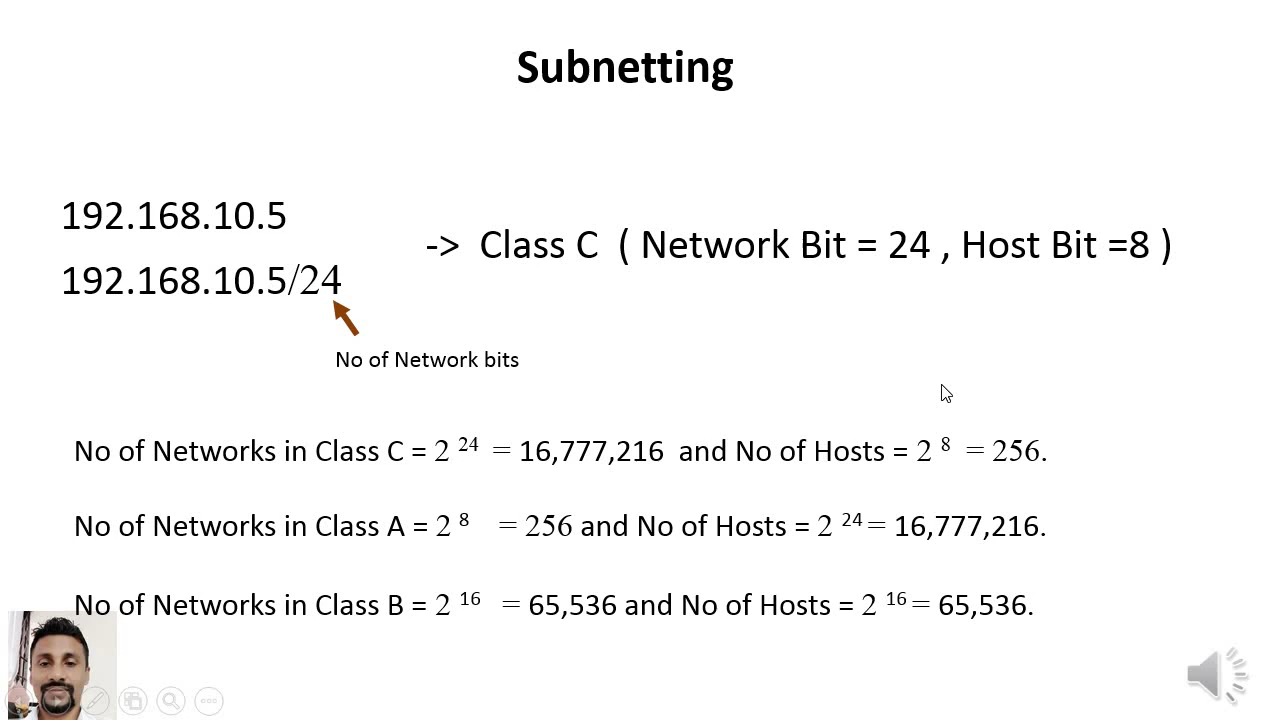 Subnetting
192.168.10.5
192.168.10.5/24
-> Class C ( Network Bit = 24 , Host Bit =8 )
No of Network bits
No of Networks in Class C = 2 24 = 16,777,216 and No of Hosts = 2 8 = 256.
No of Networks in Class A = 2 8 = 256 and No of Hosts = 2 24 = 16,777,216.
No of Networks in Class B = 2 16 = 65,536 and No of Hosts = 2 16 = 65,536.